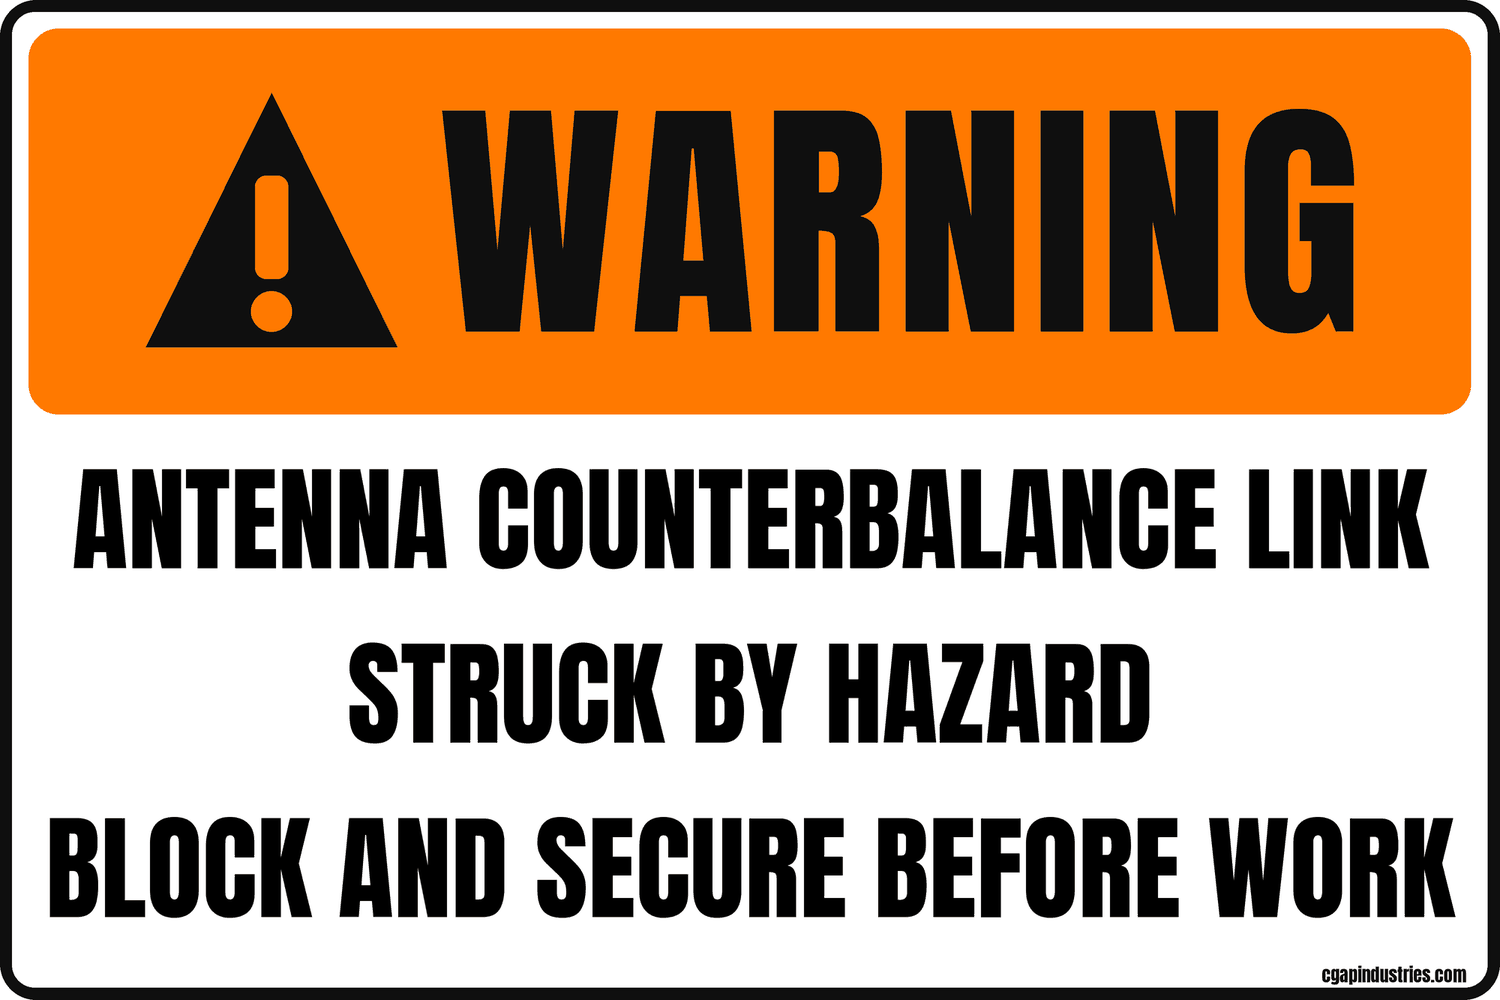 WARNING
ANTENNA COUNTERBALANCE LINK
STRUCK BY HAZARD
BLOCK AND SECURE BEFORE WORK
cgapindustries.com